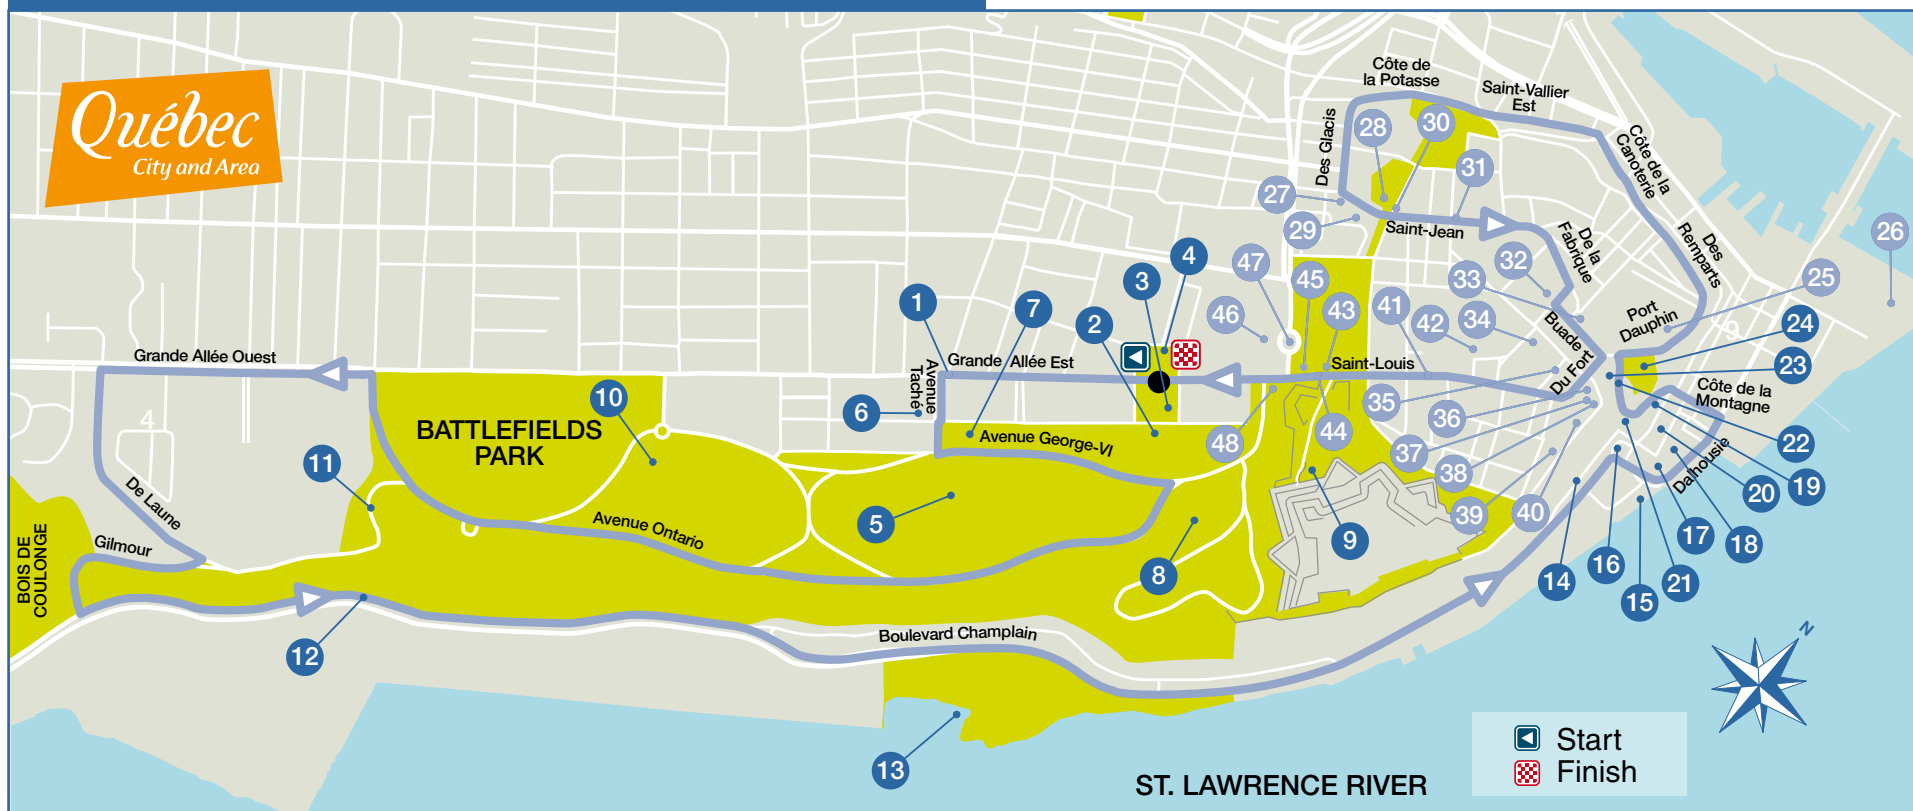 Québec
City and Area
Côte de
la Potasse
Saint-Vallier
Est
Des Glacis
28
30
31
27
29
Saint-Jean
Côte de la
Canoterie
Des
Remparts
26
De la
Fabrique
32
33
25
47
45
43
41
42
34
46
4
3
1
7
2
Port
Dauphin
24
9
23
Buade
Du Fort
Grande Allée Ouest
Avenue
Taché
Grande Allée Est
Saint-Louis
Côte de la
Montagne
6
10
35
36
22
4
BATTLEFIELDS
PARK
Avenue George-VI
48
44
37
38
19
11
De Laune
Dalhousie
20
5
Avenue Ontario
39
40
17
18
9
Gilmour
BOIS DE
COULONGE
8
14
16
21
15
12
Boulevard Champlain
N
13
ST. LAWRENCE RIVER
Start
Finish